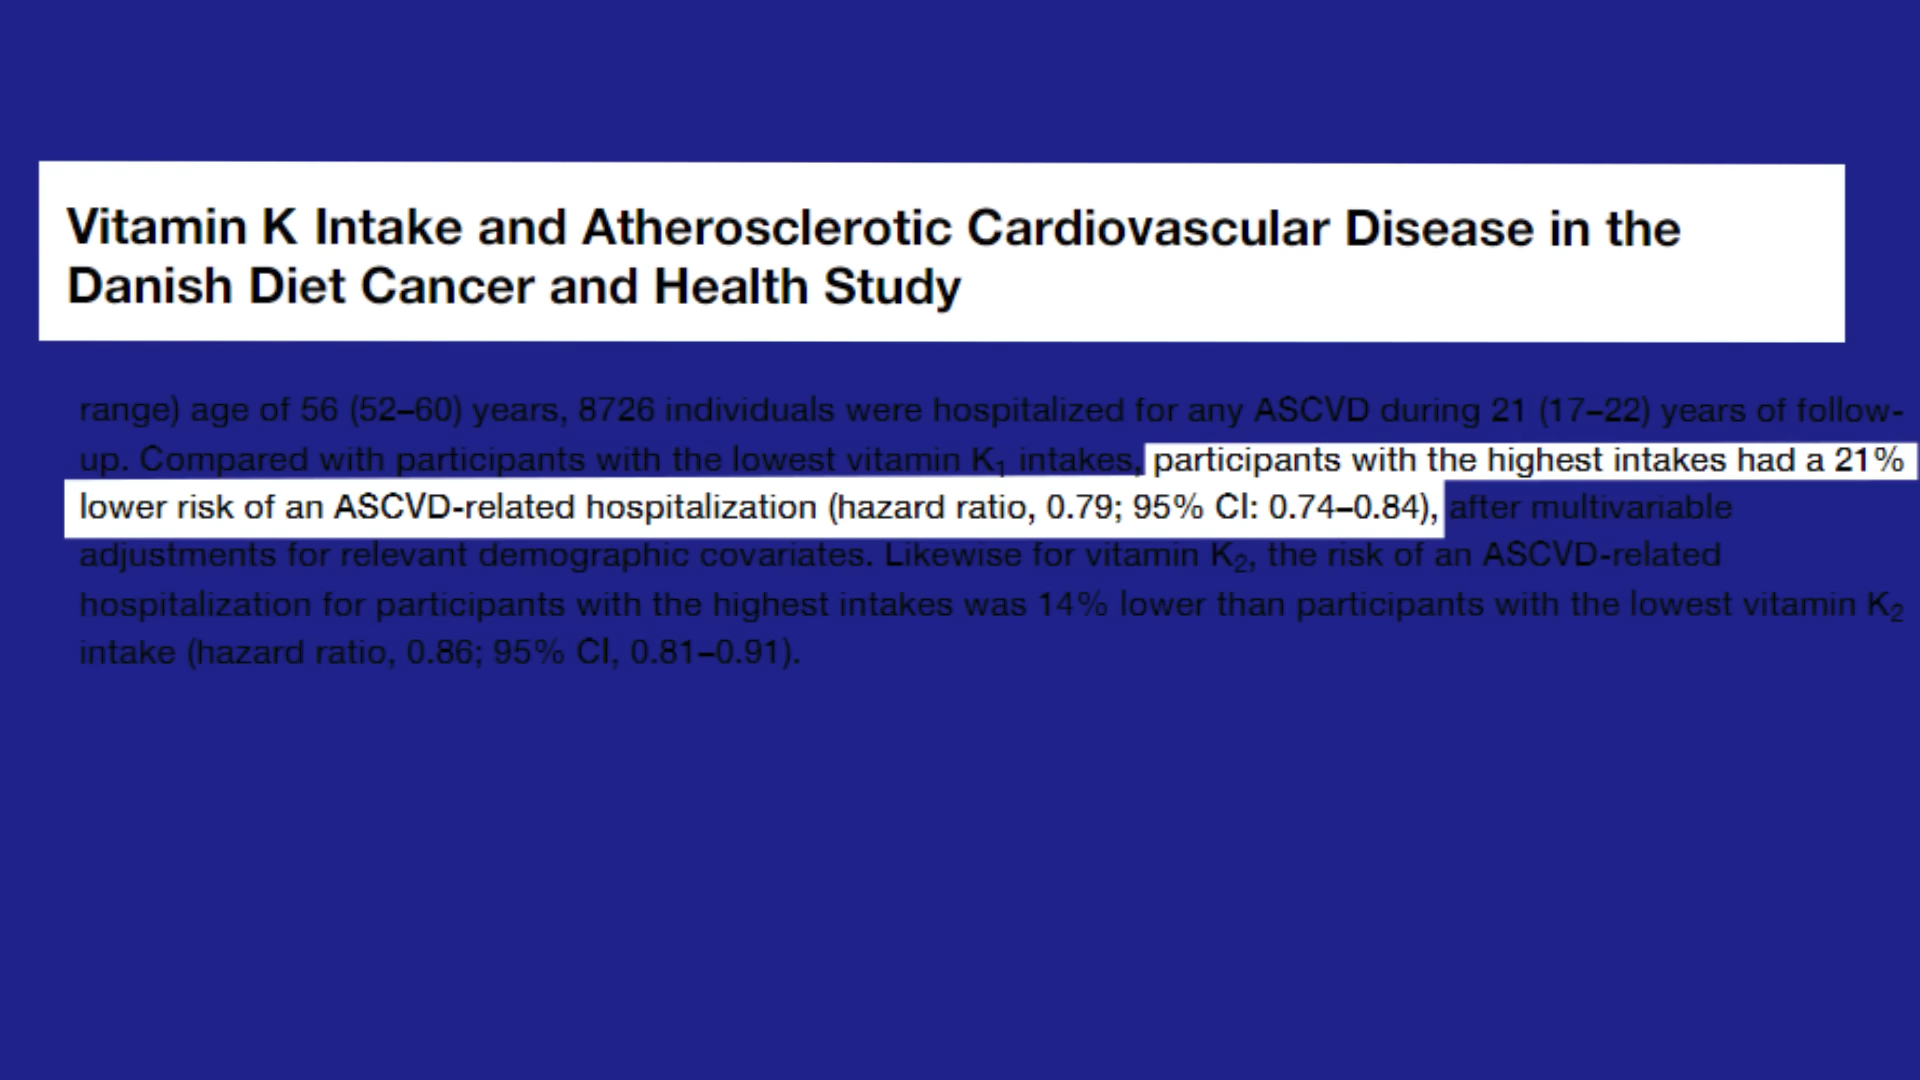 Vitamin K Intake and Atherosclerotic Cardiovascular Disease in the
Danish Diet Cancer and Health Study
range) age of 56 (52–60) years, 8726 individuals were hospitalized for any ASCVD during 21 (17–22) years of follow-
up. Compared with participants with the lowest vitamin K₁ intakes, participants with the highest intakes had a 21%
lower risk of an ASCVD-related hospitalization (hazard ratio, 0.79; 95% CI: 0.74–0.84), after multivariable
adjustments for relevant demographic covariates. Likewise for vitamin K₂, the risk of an ASCVD-related
hospitalization for participants with the highest intakes was 14% lower than participants with the lowest vitamin K₂
intake (hazard ratio, 0.86; 95% CI, 0.81–0.91).